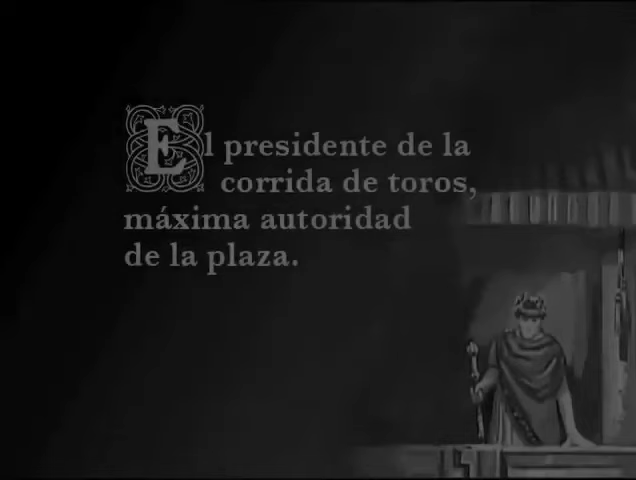 El presidente de la
corrida de toros,
máxima autoridad
de la plaza.